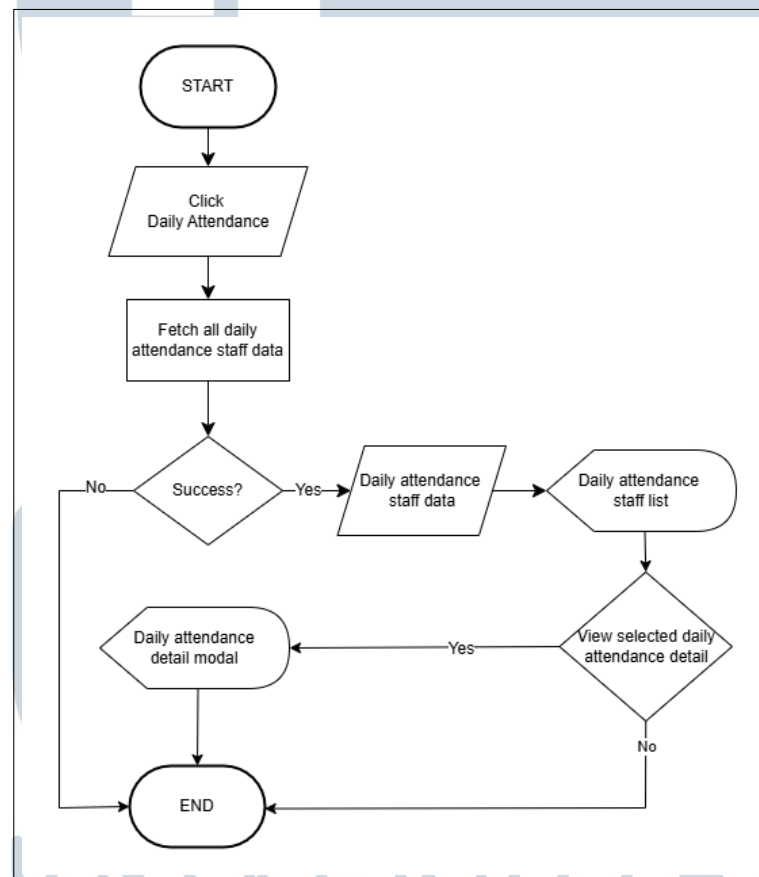 START
Click
Daily Attendance
Fetch all daily
attendance staff data
Success?
No
Yes
Daily attendance
staff data
Daily attendance
staff list
View selected daily
attendance detail
Yes
No
Daily attendance
detail modal
END